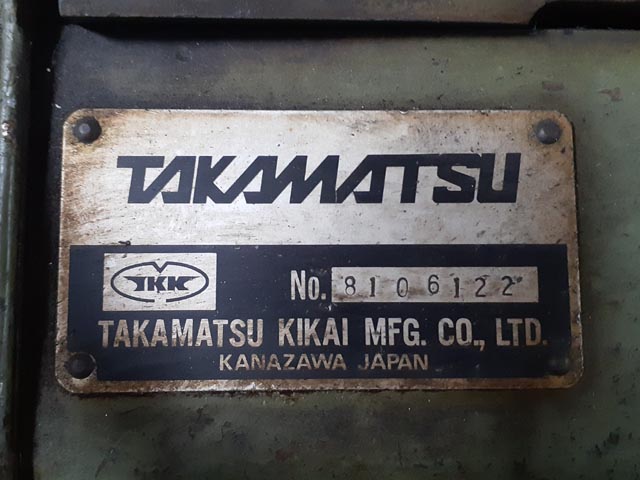 TAKAMATSU
TKK
No. 8106122
TAKAMATSU KIKAI MFG. CO., LTD.
KANAZAWA JAPAN